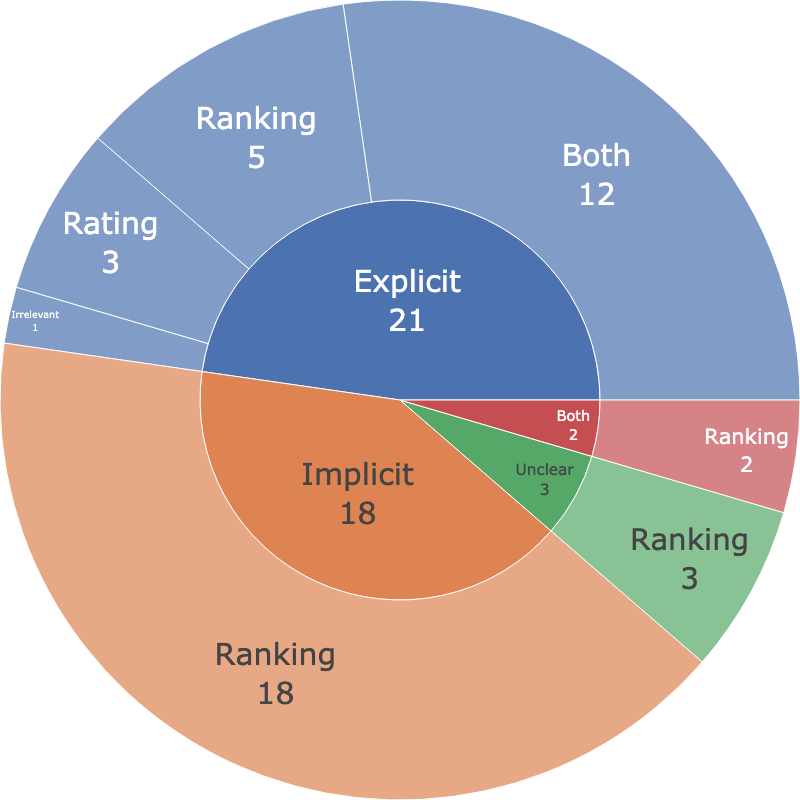 Both
12
Ranking
5
Rating
3
Irrelevant
1
Explicit
21
Both
2
Ranking
2
Unclear
3
Ranking
3
Implicit
18
Ranking
18